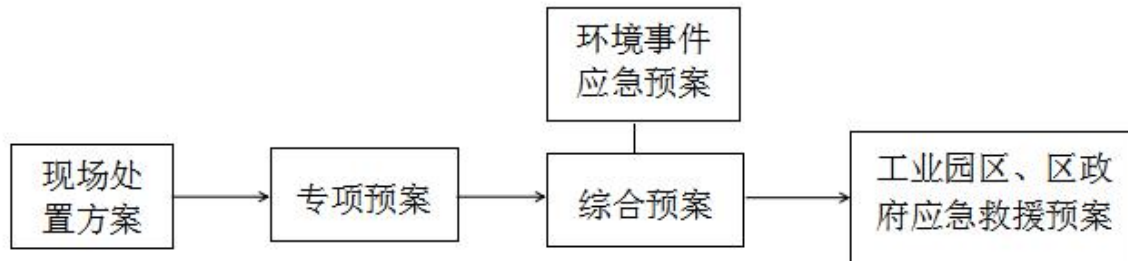 环境事件
应急预案
现场处
置方案
专项预案
综合预案
工业园区、区政
府应急救援预案